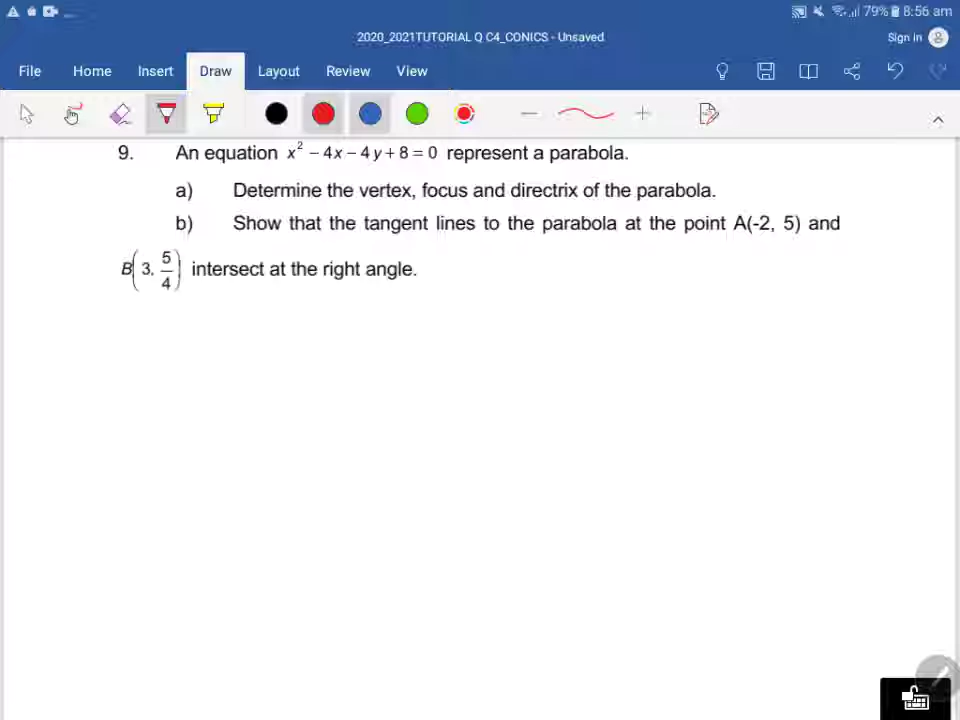 79% 8:56 am
2020_2021TUTORIAL Q C4_CONICS - Unsaved
Sign in
File Home Insert Draw Layout Review View
9. An equation x² − 4x − 4y + 8 = 0 represent a parabola.
a) Determine the vertex, focus and directrix of the parabola.
b) Show that the tangent lines to the parabola at the point A(-2, 5) and
B(3, 5/4) intersect at the right angle.